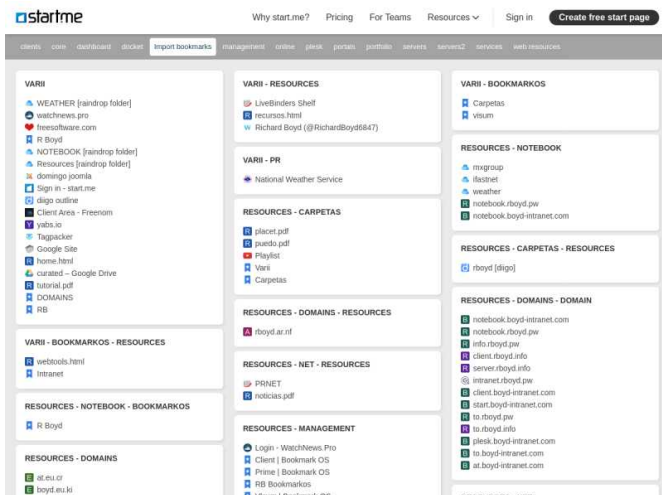 startme
Why start.me?
Pricing
For Teams
Resources
Sign in
Create free start page
clients core dashboard docket Import bookmarks management online plesk portals portfolio servers servers2 services web resources
VARII
WEATHER [raindrop folder]
watchnews.pro
freesoftware.com
R Boyd
NOTEBOOK [raindrop folder]
Resources [raindrop folder]
domingo joomla
Sign in - start.me
diigo outline
Client Area - Freenom
yabs.io
Tagpacker
Google Site
home.html
curated – Google Drive
tutorial.pdf
DOMAINS
RB
VARII - BOOKMARKOS - RESOURCES
webtools.html
Intranet
RESOURCES - NOTEBOOK - BOOKMARKOS
R Boyd
RESOURCES - DOMAINS
at.eu.cr
boyd.eu.ki
VARII - RESOURCES
LiveBinders Shelf
recursos.html
Richard Boyd (@RichardBoyd6847)
VARII - PR
National Weather Service
RESOURCES - CARPETAS
placet.pdf
puedo.pdf
Playlist
Varii
Carpetas
RESOURCES - DOMAINS - RESOURCES
rboyd.ar.nf
RESOURCES - NET - RESOURCES
PRNET
noticias.pdf
RESOURCES - MANAGEMENT
Login - WatchNews.Pro
Client | Bookmark OS
Prime | Bookmark OS
RB Bookmarkos
VARII - BOOKMARKOS
Carpetas
visum
RESOURCES - NOTEBOOK
mxgroup
ifastnet
weather
notebook.rboyd.pw
notebook.boyd-intranet.com
RESOURCES - CARPETAS - RESOURCES
rboyd [diigo]
RESOURCES - DOMAINS - DOMAIN
notebook.boyd-intranet.com
notebook.rboyd.pw
info.rboyd.pw
client.rboyd.info
server.rboyd.info
intranet.rboyd.pw
client.boyd-intranet.com
start.boyd-intranet.com
to.rboyd.pw
to.rboyd.info
plesk.boyd-intranet.com
to.boyd-intranet.com
at.boyd-intranet.com